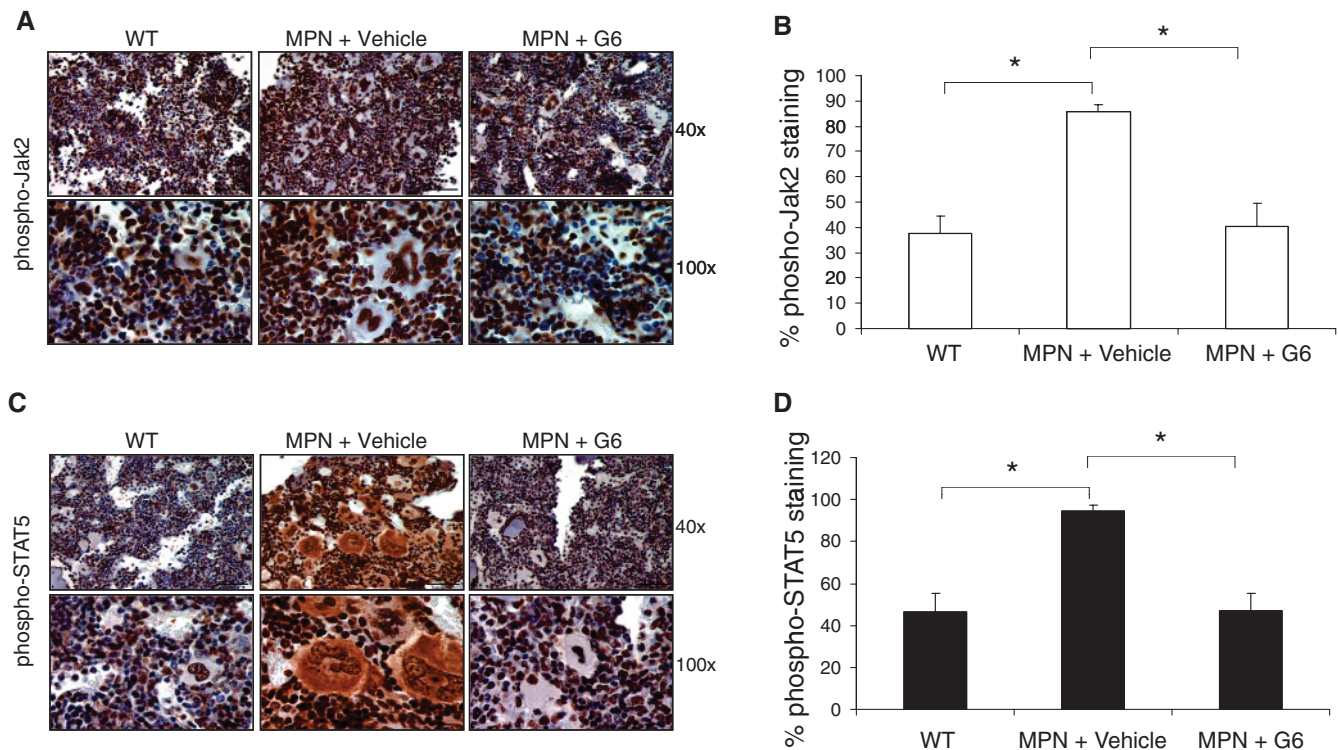 A
WT
MPN + Vehicle
MPN + G6
phospho-Jak2
40x
100x
B
*
*
% phosho-Jak2 staining
100
90
80
70
60
50
40
30
20
10
0
WT
MPN + Vehicle
MPN + G6
C
WT
MPN + Vehicle
MPN + G6
phospho-STAT5
40x
100x
D
*
*
% phospho-STAT5 staining
120
100
80
60
40
20
0
WT
MPN + Vehicle
MPN + G6